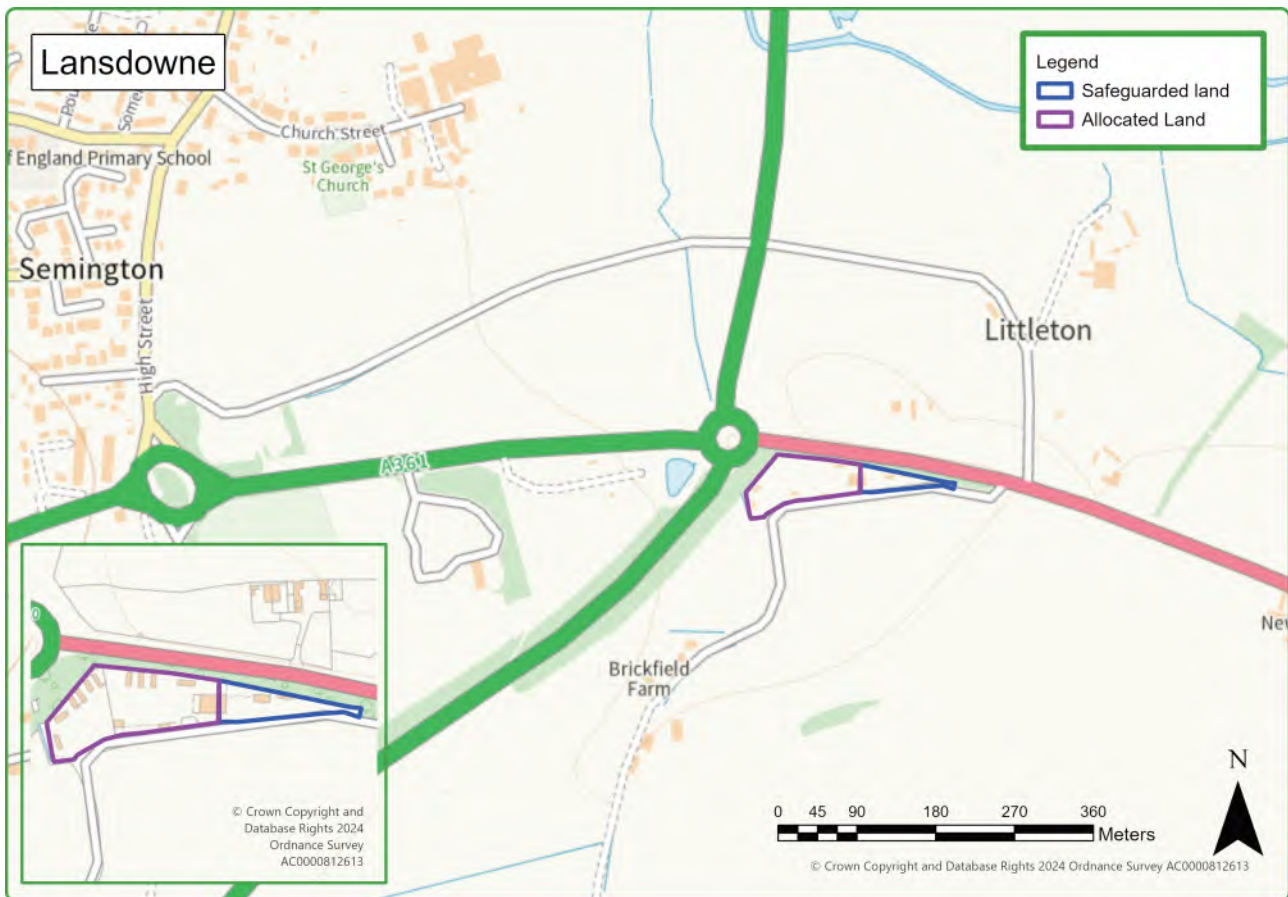 Lansdowne
Legend
Safeguarded land
Allocated Land
Church Street
of England Primary School
St George's
Church
Semington
High Street
Littleton
A361
Brickfield
Farm
N
0 45 90 180 270 360
Meters
© Crown Copyright and Database Rights 2024 Ordnance Survey AC0000812613
© Crown Copyright and
Database Rights 2024
Ordnance Survey
AC0000812613